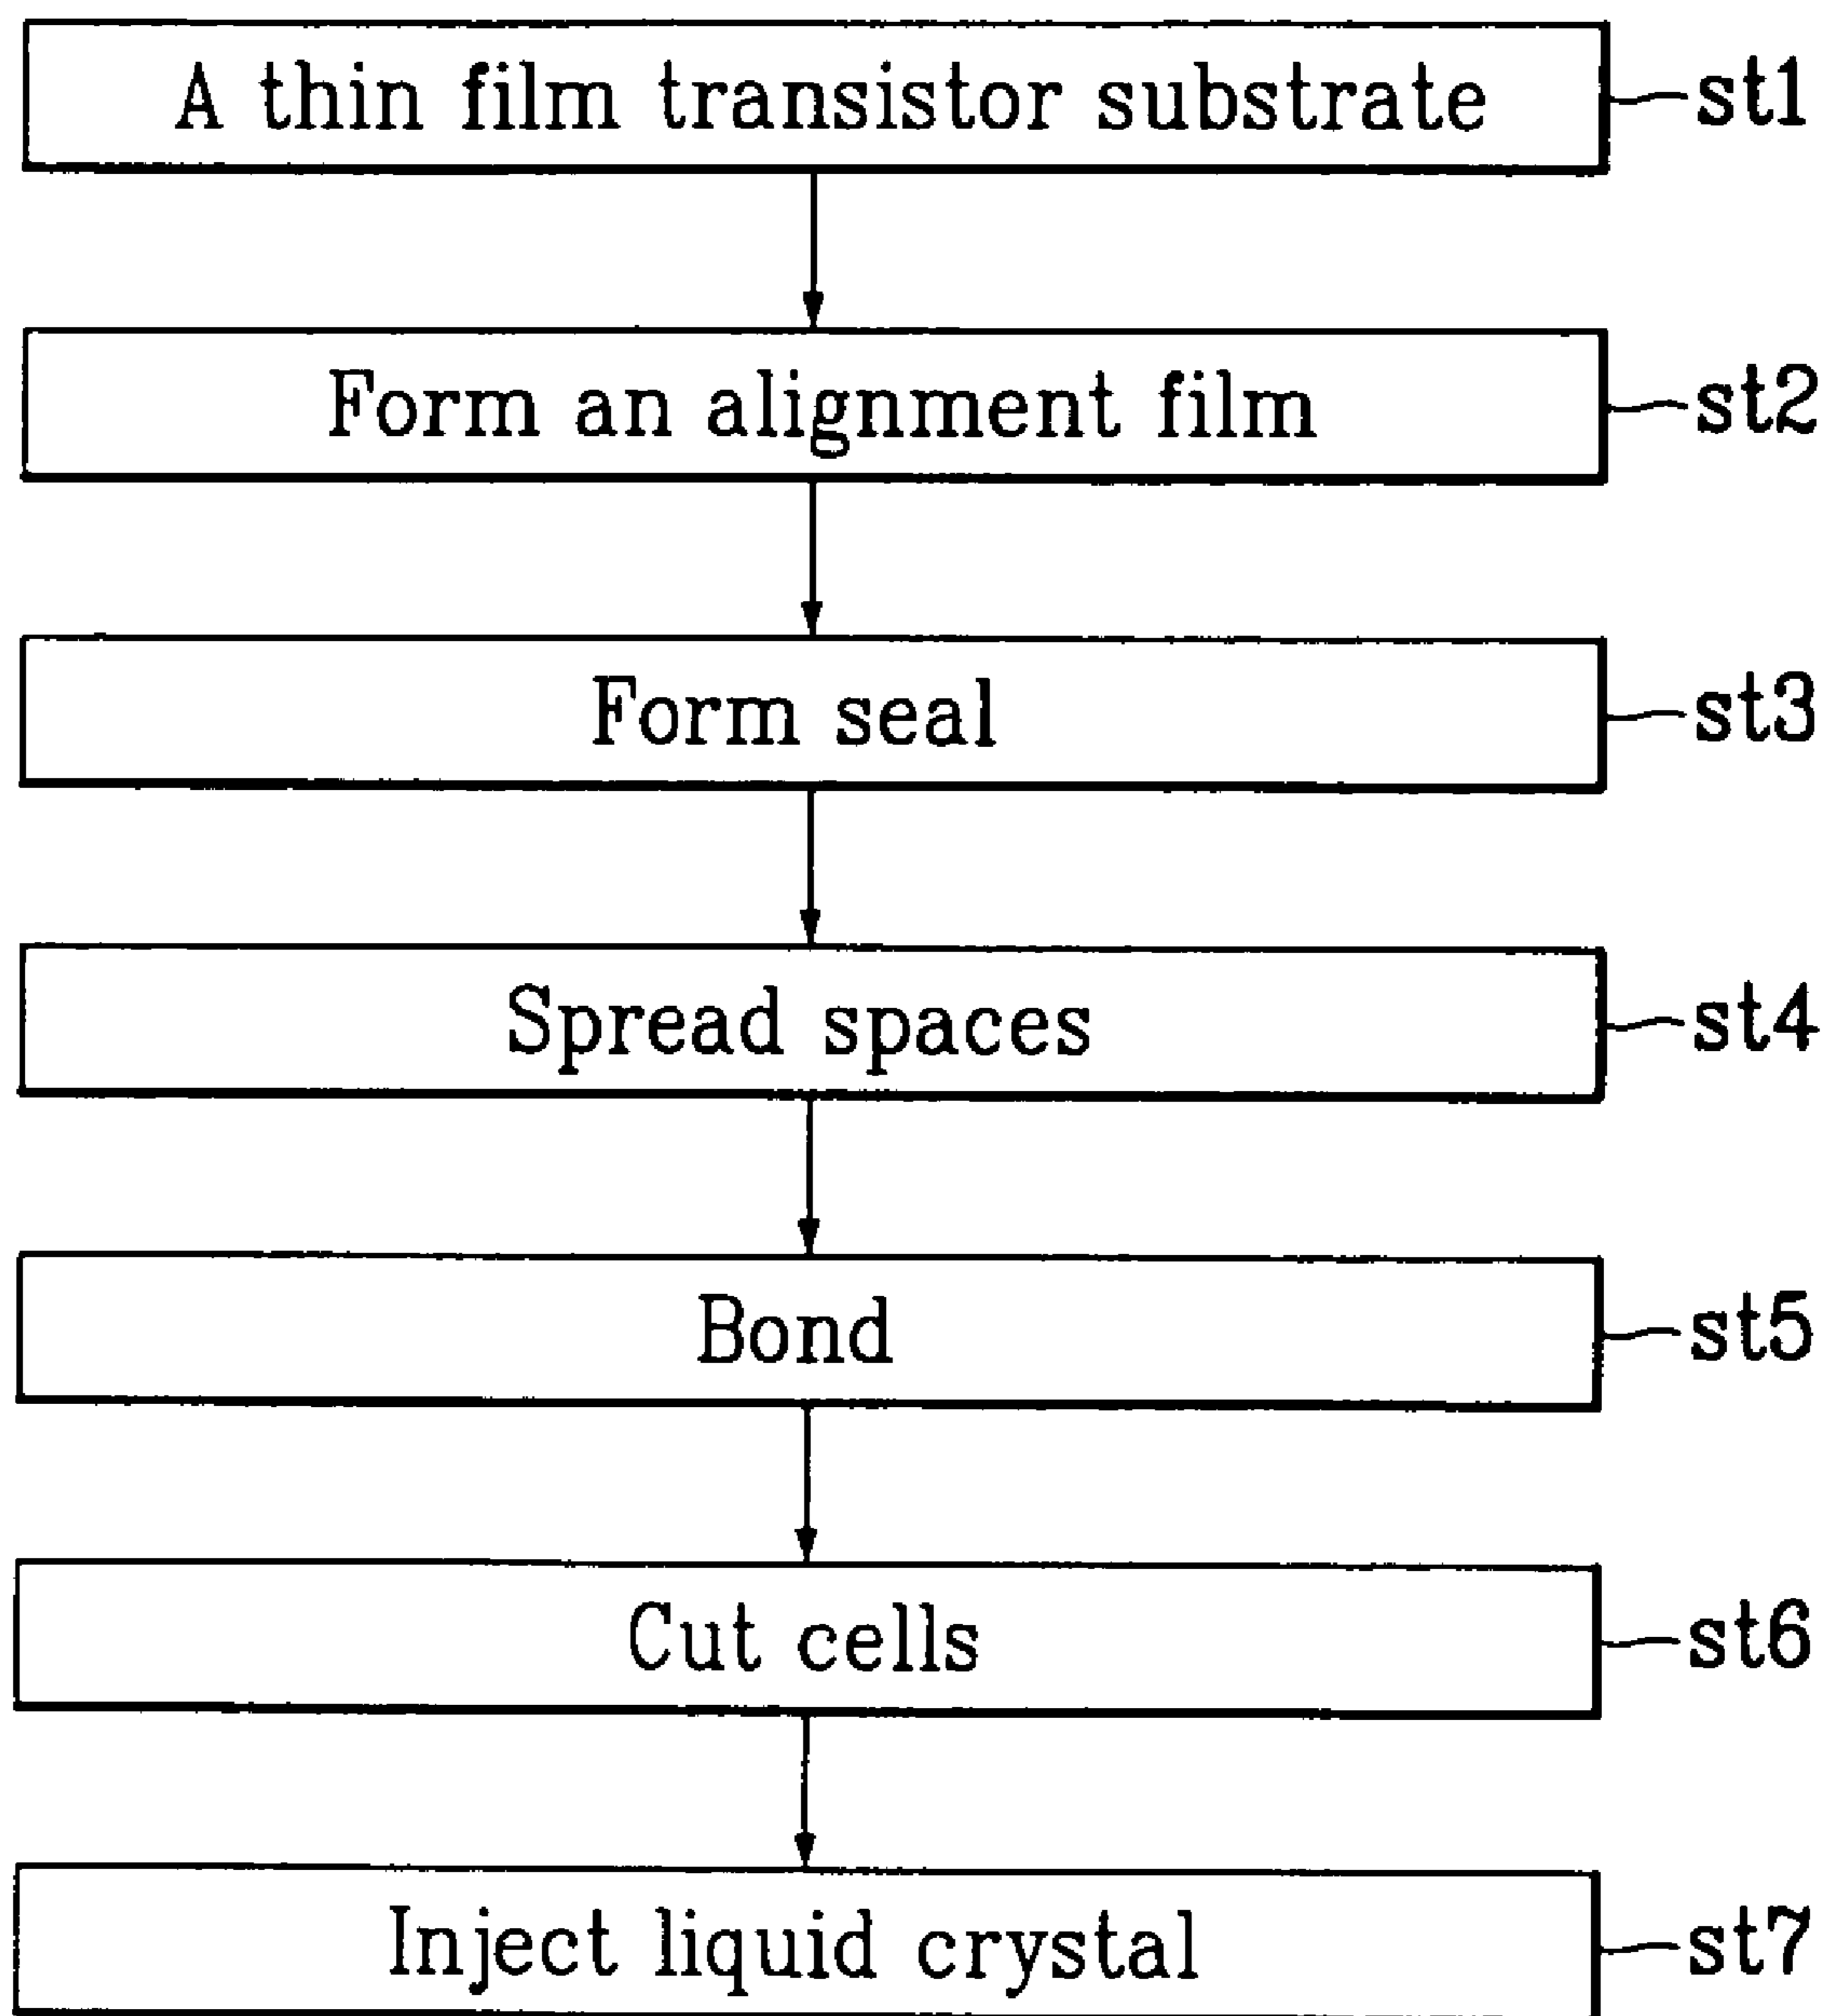 A thin film transistor substrate st1
Form an alignment film st2
Form seal st3
Spread spaces st4
Bond st5
Cut cells st6
Inject liquid crystal st7